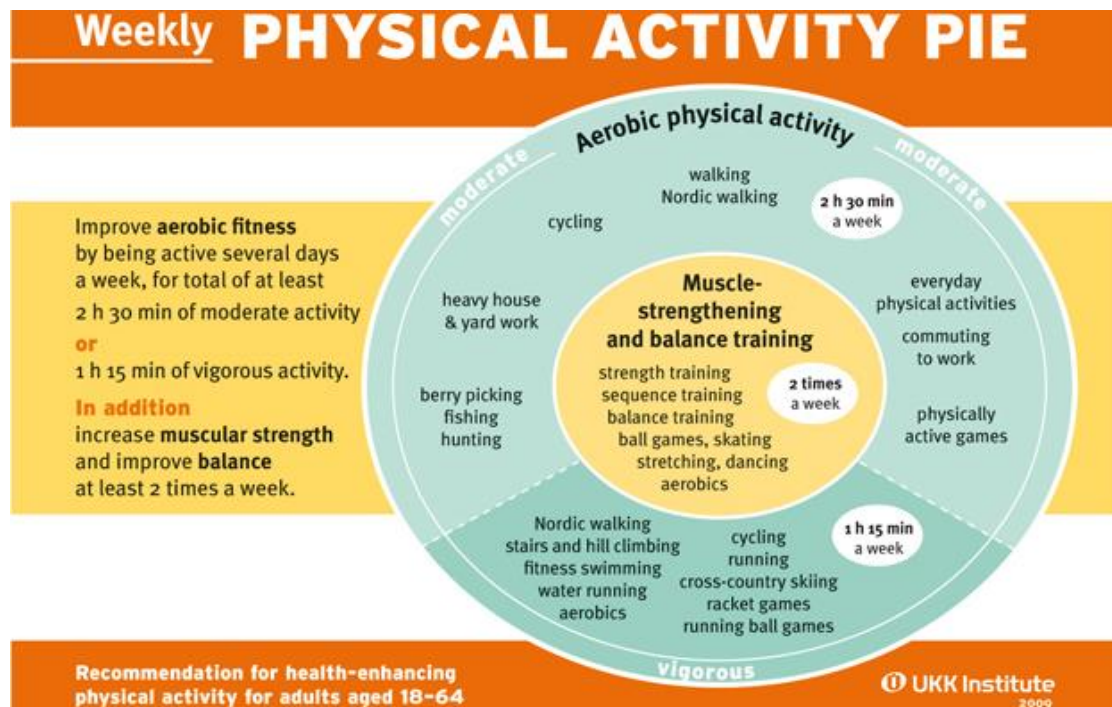 Weekly PHYSICAL ACTIVITY PIE
Improve aerobic fitness
by being active several days
a week, for total of at least
2 h 30 min of moderate activity
or
1 h 15 min of vigorous activity.
In addition
increase muscular strength
and improve balance
at least 2 times a week.
Aerobic physical activity
moderate
moderate
walking
Nordic walking
2 h 30 min
a week
cycling
heavy house
& yard work
berry picking
fishing
hunting
everyday
physical activities
commuting
to work
physically
active games
Muscle-
strengthening
and balance training
strength training
sequence training
balance training
ball games, skating
stretching, dancing
aerobics
2 times
a week
Nordic walking
stairs and hill climbing
fitness swimming
water running
aerobics
cycling
running
cross-country skiing
racket games
running ball games
1 h 15 min
a week
vigorous
Recommendation for health-enhancing
physical activity for adults aged 18–64
UKK Institute
2009